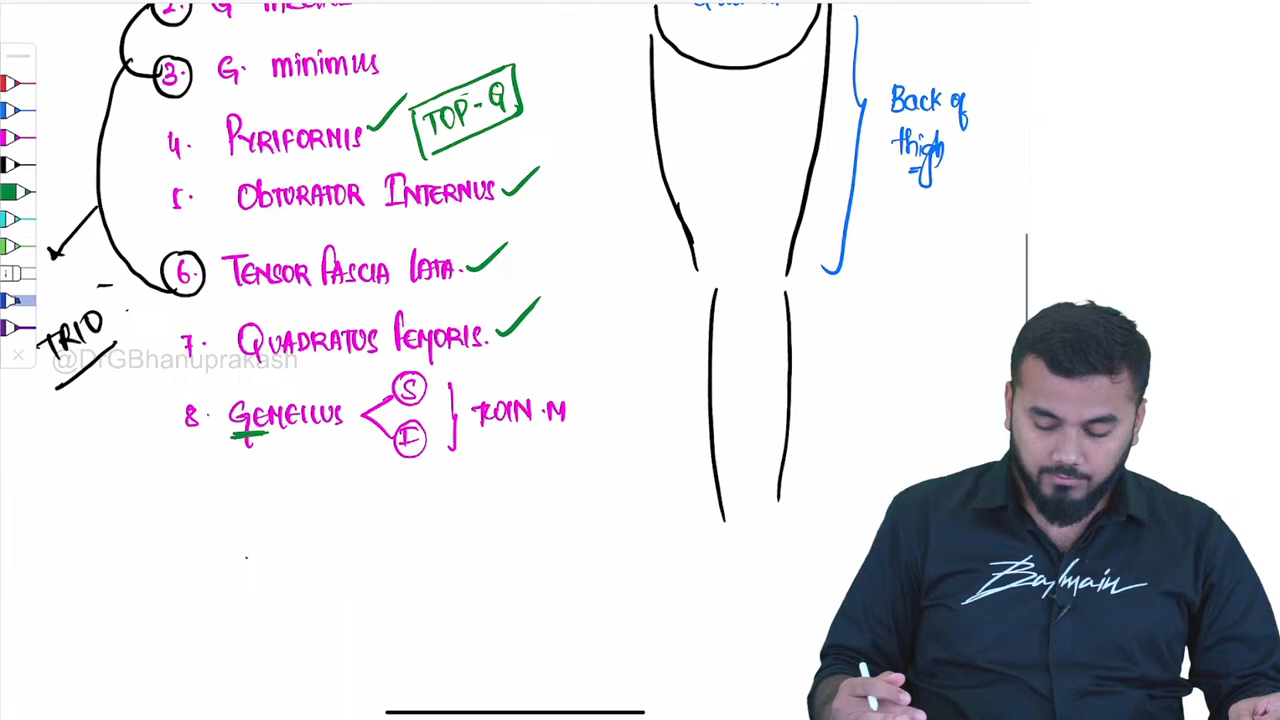 3. G. minimus
4. PYRIFORMIS
TOP-Q
5. OBTURATOR INTERNUS
6. TENSOR FASCIA LATA.
7. QUADRATUS FEMORIS.
TRIO
@DrGBhanuprakash
8. GEMELLUS
S
I
Back of
thigh
Balmain